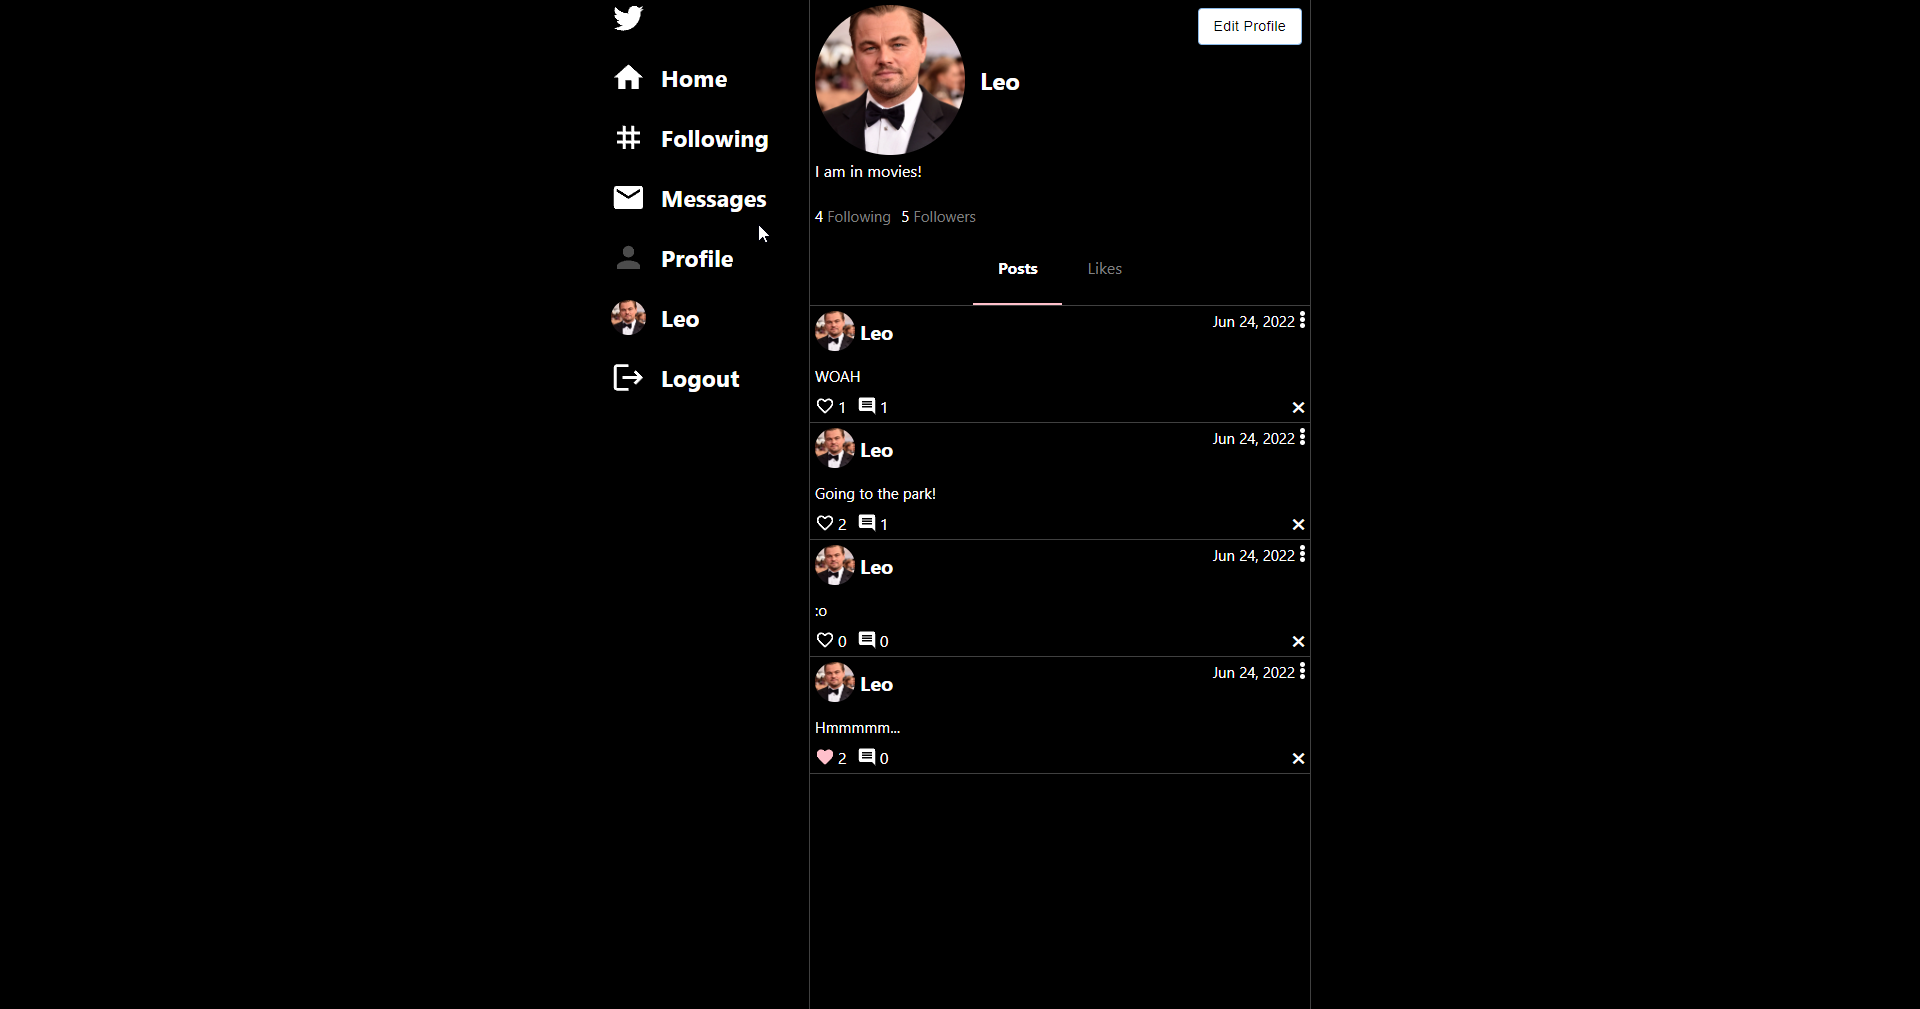 Home
Following
Messages
Profile
Leo
Logout
Edit Profile
Leo
I am in movies!
4 Following 5 Followers
Posts Likes
Leo Jun 24, 2022
WOAH
1 1
Leo Jun 24, 2022
Going to the park!
2 1
Leo Jun 24, 2022
:o
0 0
Leo Jun 24, 2022
Hmmmmm...
2 0